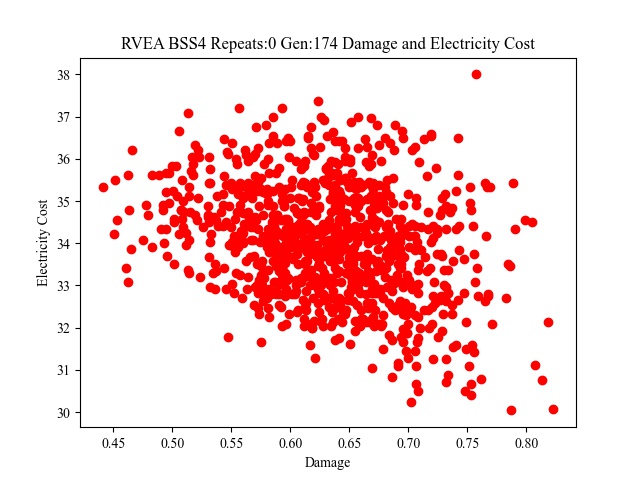 RVEA BSS4 Repeats:0 Gen:174 Damage and Electricity Cost
38
37
36
35
34
33
32
31
30
Electricity Cost
0.45 0.50 0.55 0.60 0.65 0.70 0.75 0.80
Damage